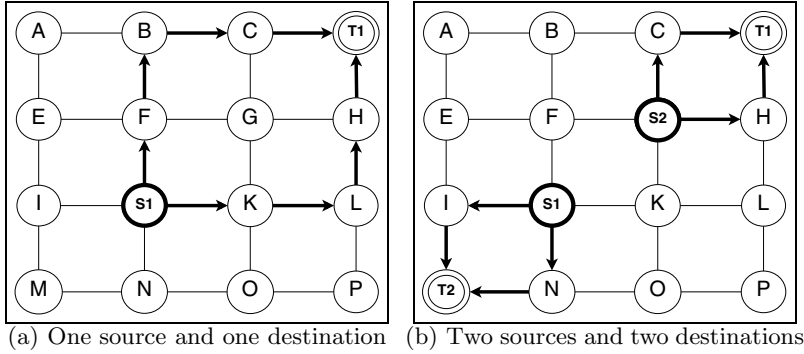 A B C T1 A B C T1
E F G H E F S2 H
I S1 K L I S1 K L
M N O P T2 N O P
(a) One source and one destination (b) Two sources and two destinations